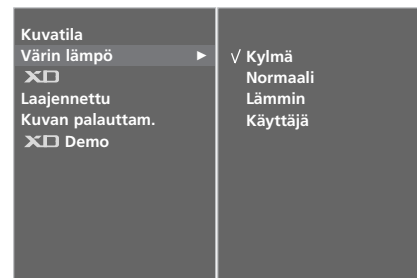 Kuvatila
Värin lämpö ►
XD
Laajennettu
Kuvan palauttam.
XD Demo
√ Kylmä
Normaali
Lämmin
Käyttäjä